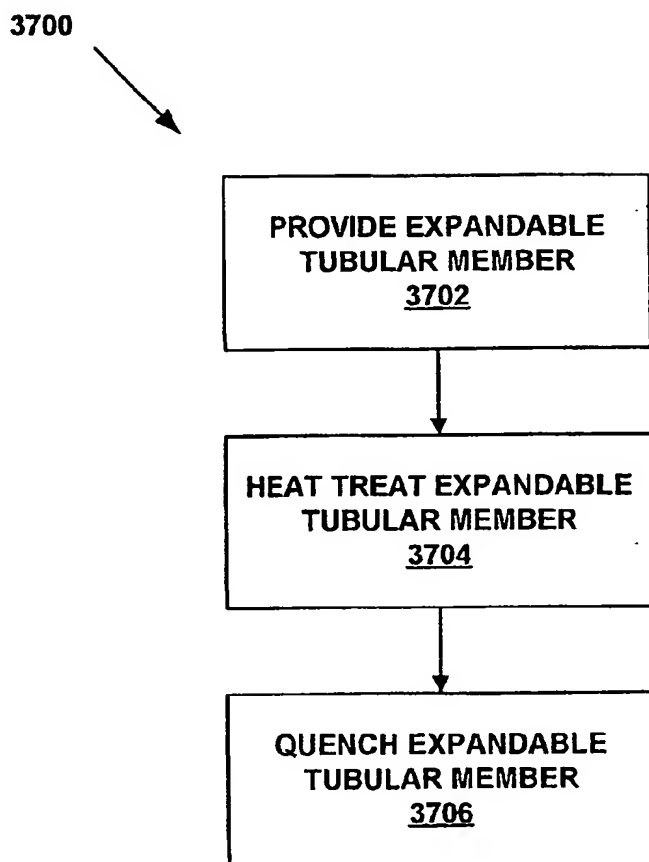 3700
PROVIDE EXPANDABLE
TUBULAR MEMBER
3702
HEAT TREAT EXPANDABLE
TUBULAR MEMBER
3704
QUENCH EXPANDABLE
TUBULAR MEMBER
3706